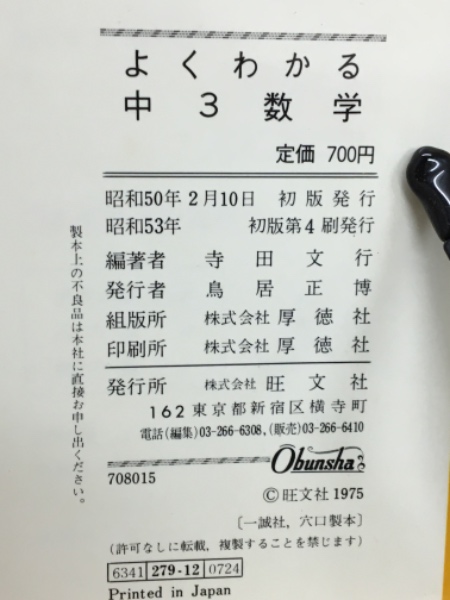 よくわかる
中3数学
定価 700円
昭和50年 2月10日 初版発行
昭和53年 初版第4刷発行
編著者 寺田文行
発行者 鳥居正博
組版所 株式会社 厚徳社
印刷所 株式会社 厚徳社
発行所 株式会社 旺文社
162 東京都新宿区横寺町
電話(編集)03-266-6308, (販売)03-266-6410
Obunsha
708015
©旺文社 1975
〔一誠社, 穴口製本〕
(許可なしに転載, 複製することを禁じます)
6341 279-12 0724
Printed in Japan
製本上の不良品は本社に直接お申し出ください。